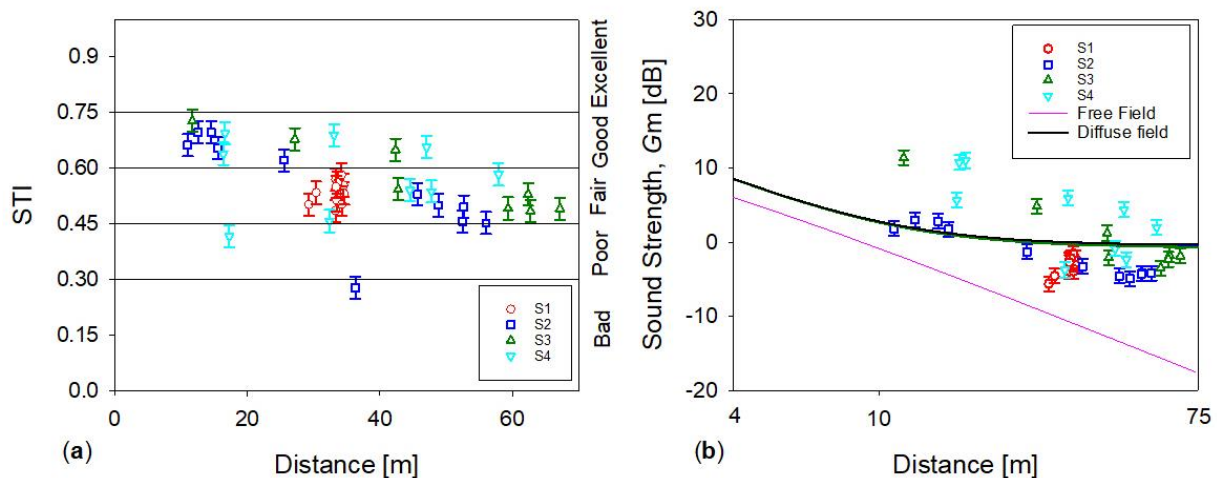 STI
0.9
0.75
0.60
0.45
0.30
0.15
0.0
0
20
40
60
Distance [m]
(a)
Bad Poor Fair Good Excellent
S1
S2
S3
S4
Sound Strength, Gm [dB]
30
20
10
0
-10
-20
4
10
75
Distance [m]
(b)
S1
S2
S3
S4
Free Field
Diffuse field